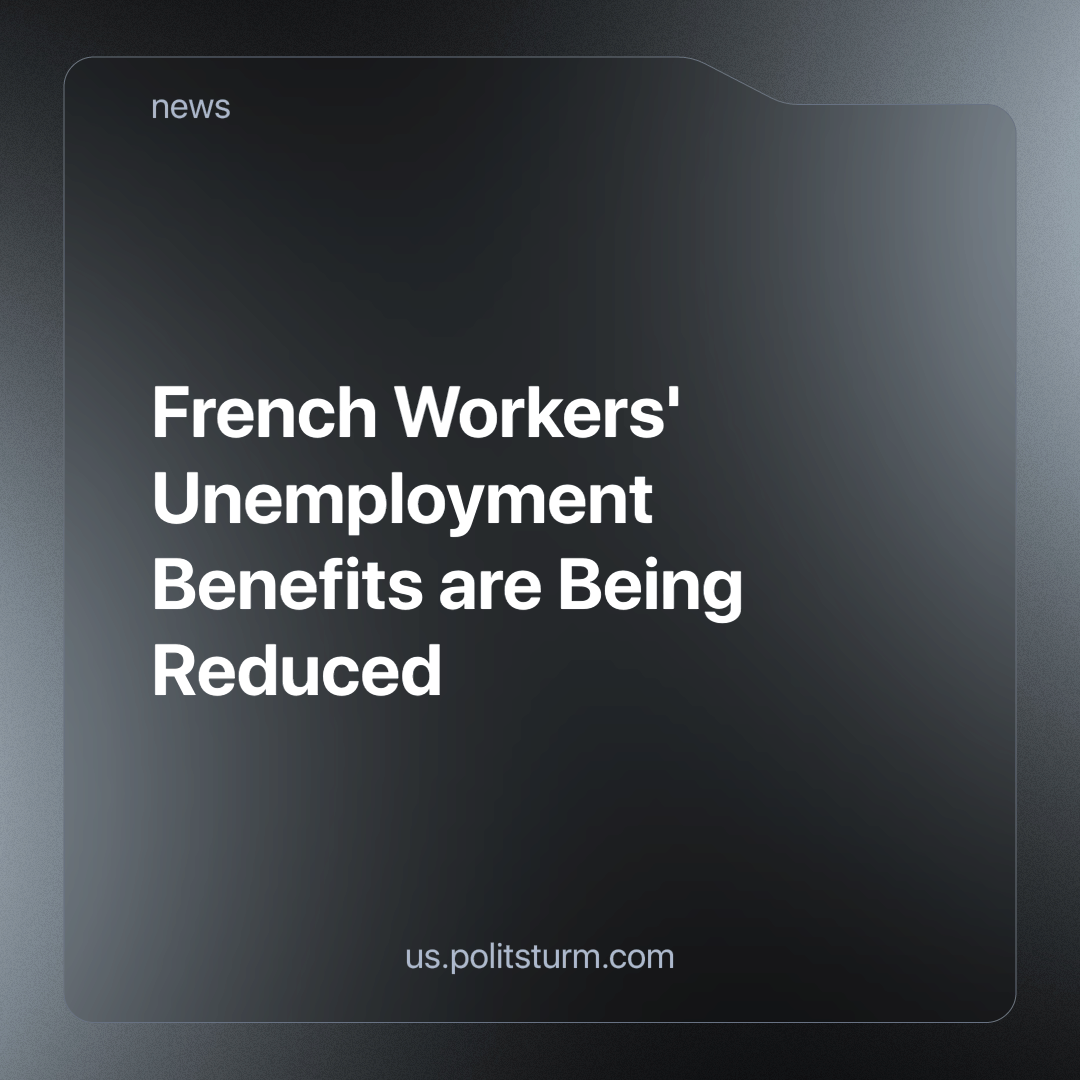 news
French Workers'
Unemployment
Benefits are Being
Reduced
us.politsturm.com